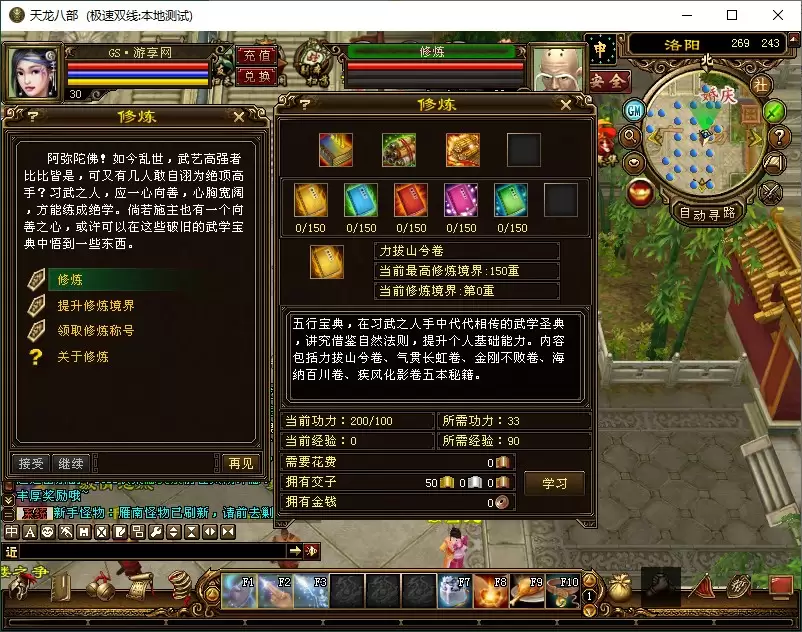 天龙八部 (极速双线:本地测试)
GS·游享网
30
充值
兑换
修炼
申
安全
洛阳
269 243
北
社
婚庆
GM
自动寻路
修炼
阿弥陀佛！如今乱世，武艺高强者
比比皆是，可又有几人敢自诩为绝顶高
手？习武之人，应一心向善，心胸宽阔
，方能练成绝学。倘若施主也有一个向
善之心，或许可以在这些破旧的武学宝
典中悟到一些东西。
修炼
提升修炼境界
领取修炼称号
关于修炼
接受 继续 再见
修炼
0/150 0/150 0/150 0/150 0/150
力拔山兮卷
当前最高修炼境界:150重
当前修炼境界:第0重
五行宝典，在习武之人手中代代相传的武学圣典
，讲究借鉴自然法则，提升个人基础能力。内容
包括力拔山兮卷、气贯长虹卷、金刚不败卷、海
纳百川卷、疾风化影卷五本秘籍。
当前功力：200/100 所需功力：33
当前经验：0 所需经验：90
需要花费 0
拥有交子 50 0 0
拥有金钱 0
学习
丰厚奖励哦~
系统 新手怪物：雁南怪物已刷新，请前去剿
中 A
近
F1 F2 F3 F7 F8 F9 F10
1